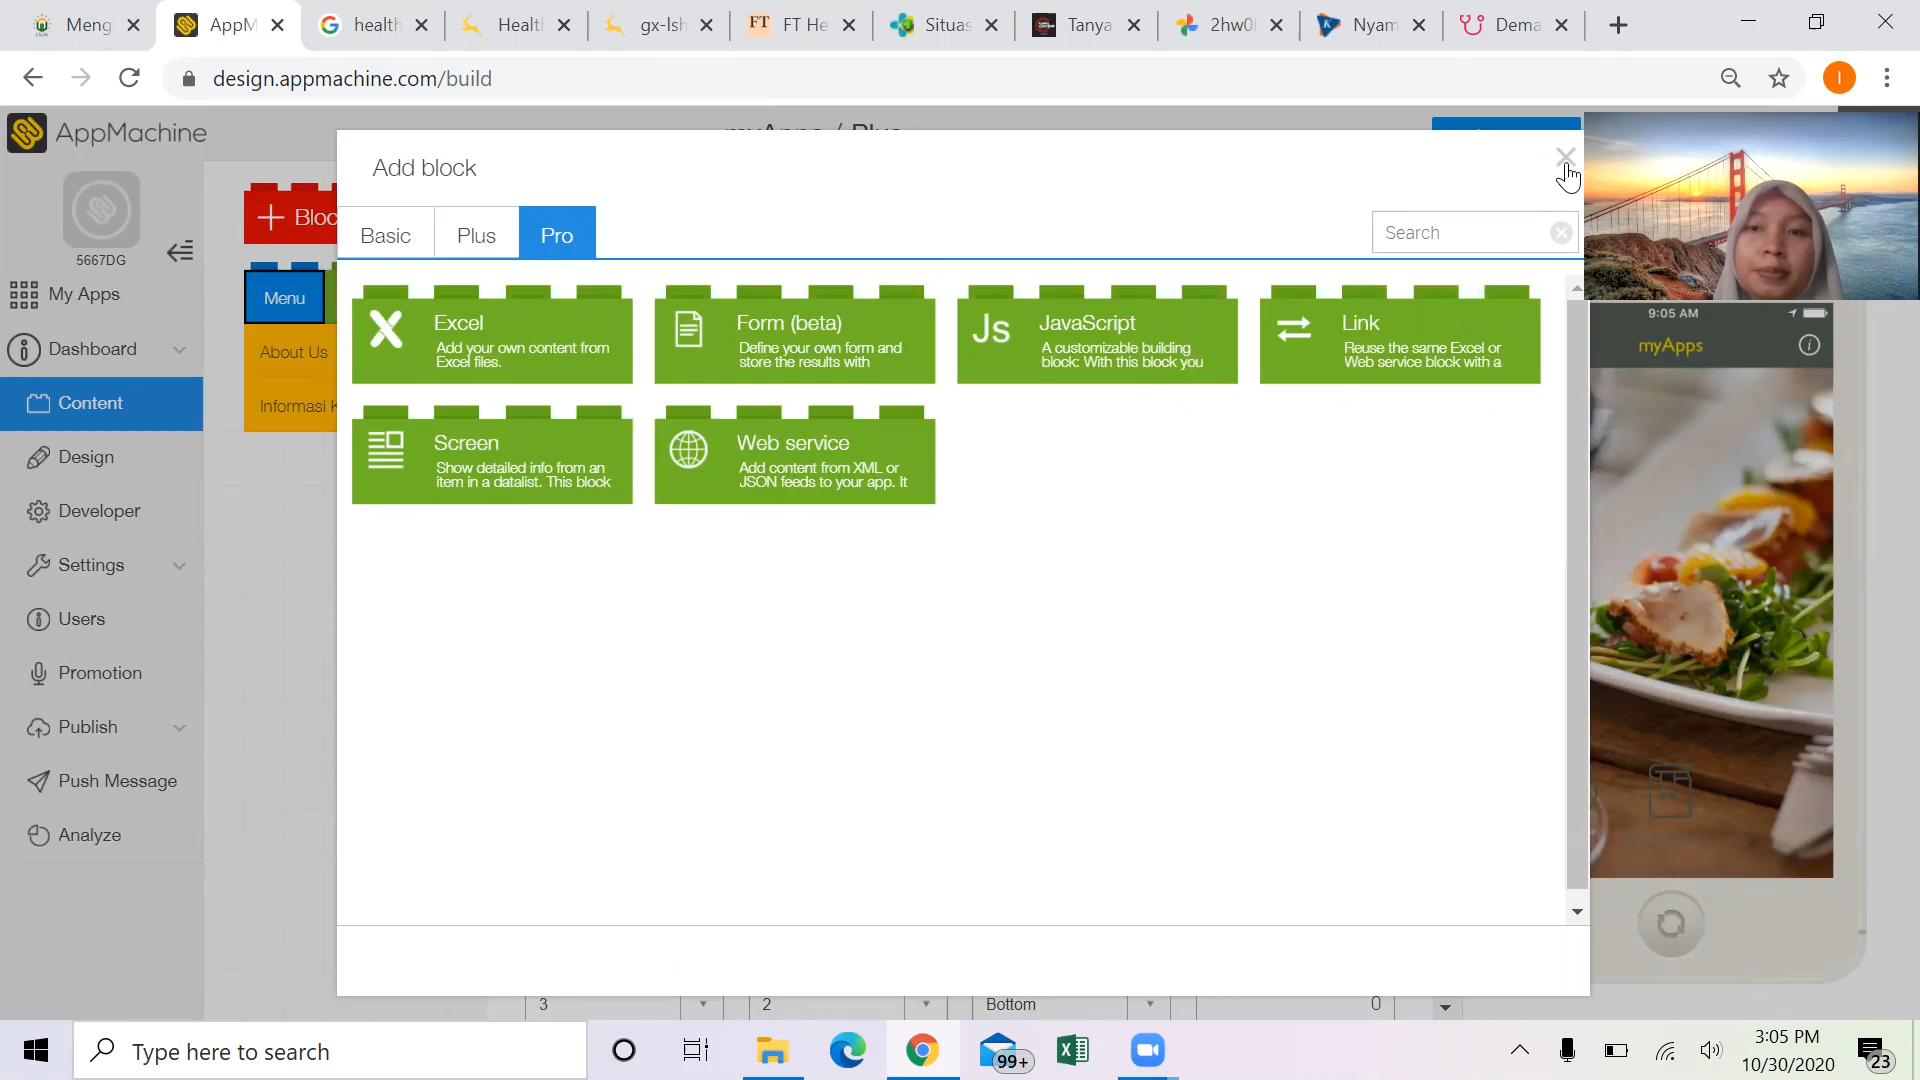 Meng
AppM
health
Healt
gx-lsh
FT
FT He
Situas
Tanya
2hw0l
Nyam
Dema
design.appmachine.com/build
I
AppMachine
5667DG
My Apps
Dashboard
Content
Design
Developer
Settings
Users
Promotion
Publish
Push Message
Analyze
Bloc
Menu
About Us
Informasi K
Add block
Basic
Plus
Pro
Search
Excel
Add your own content from
Excel files.
Form (beta)
Define your own form and
store the results with
Js
JavaScript
A customizable building
block: With this block you
Link
Reuse the same Excel or
Web service block with a
Screen
Show detailed info from an
item in a datalist. This block
Web service
Add content from XML or
JSON feeds to your app. It
9:05 AM
myApps
3
2
Bottom
0
Type here to search
99+
3:05 PM
10/30/2020
23